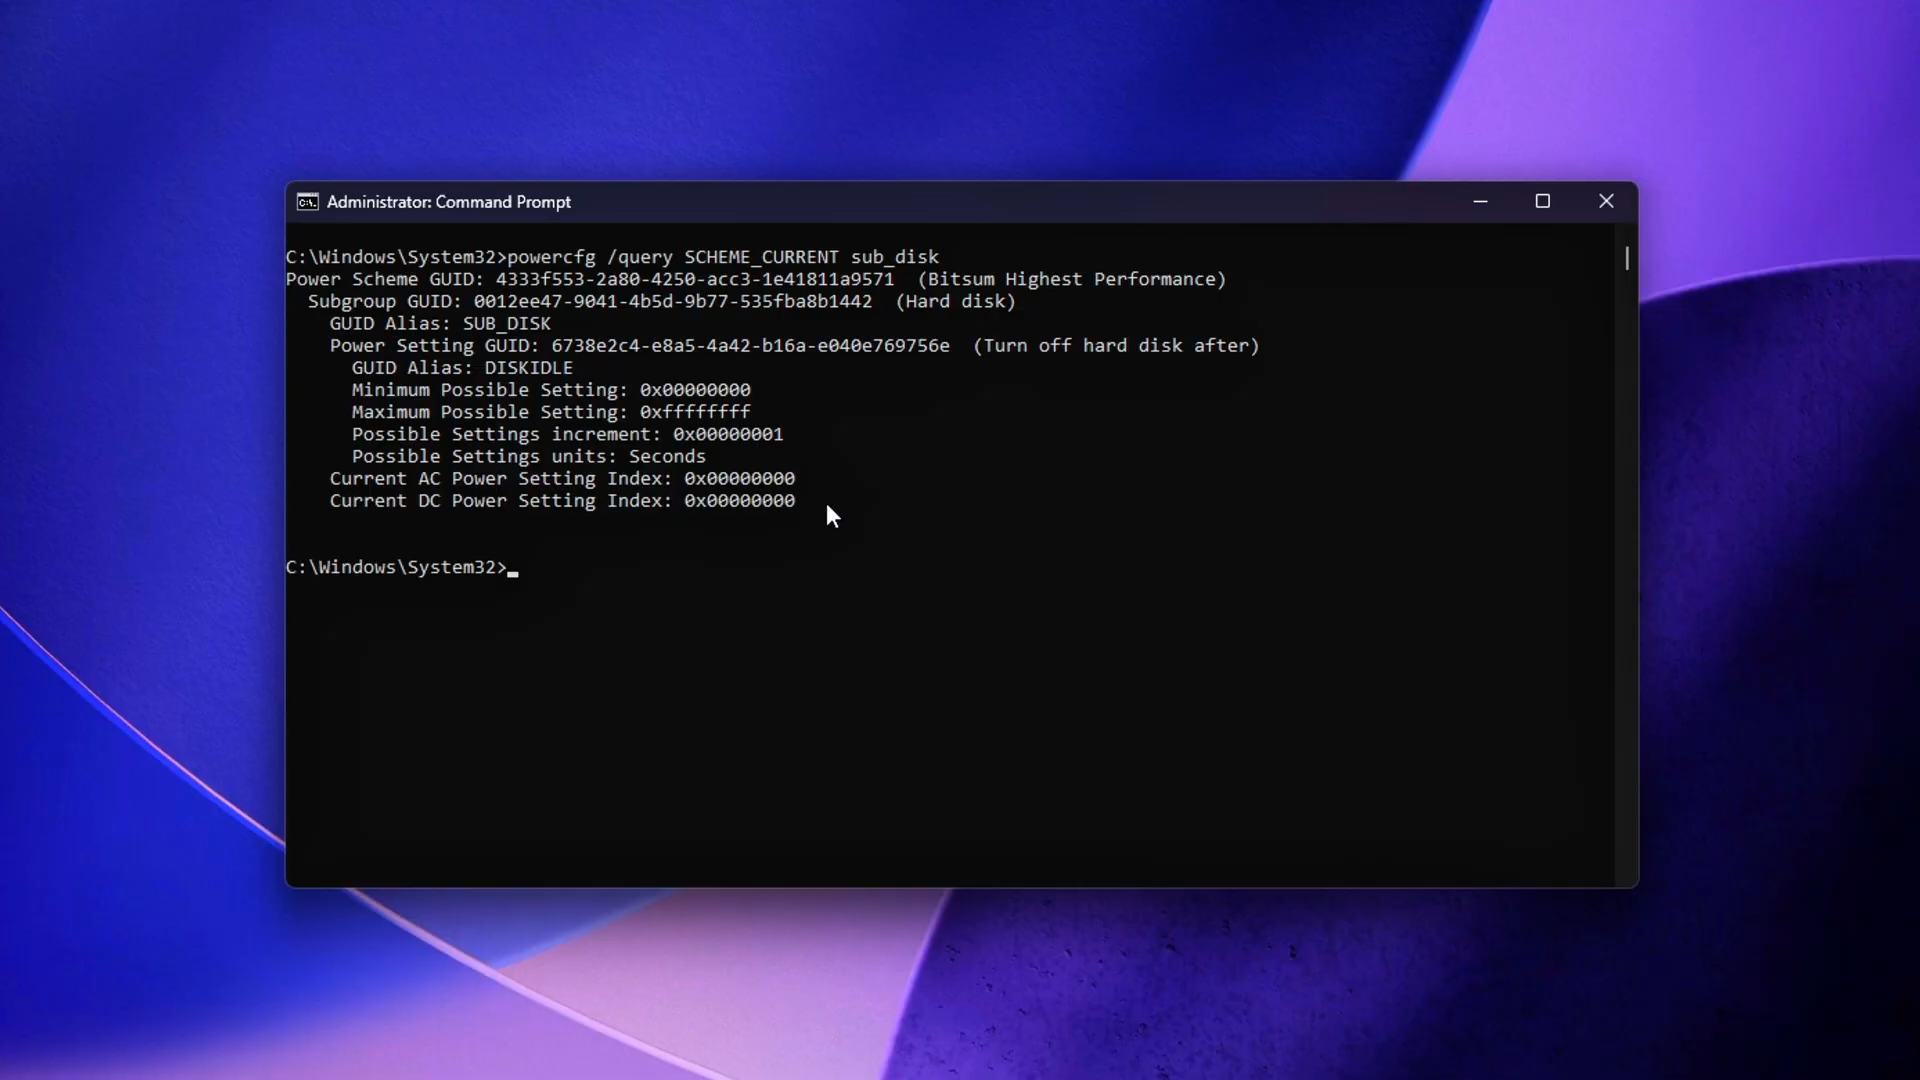 Administrator: Command Prompt
C:\Windows\System32>powercfg /query SCHEME_CURRENT sub_disk
Power Scheme GUID: 4333f553-2a80-4250-acc3-1e41811a9571  (Bitsum Highest Performance)
  Subgroup GUID: 0012ee47-9041-4b5d-9b77-535fba8b1442  (Hard disk)
    GUID Alias: SUB_DISK
    Power Setting GUID: 6738e2c4-e8a5-4a42-b16a-e040e769756e  (Turn off hard disk after)
      GUID Alias: DISKIDLE
      Minimum Possible Setting: 0x00000000
      Maximum Possible Setting: 0xffffffff
      Possible Settings increment: 0x00000001
      Possible Settings units: Seconds
    Current AC Power Setting Index: 0x00000000
    Current DC Power Setting Index: 0x00000000
C:\Windows\System32>